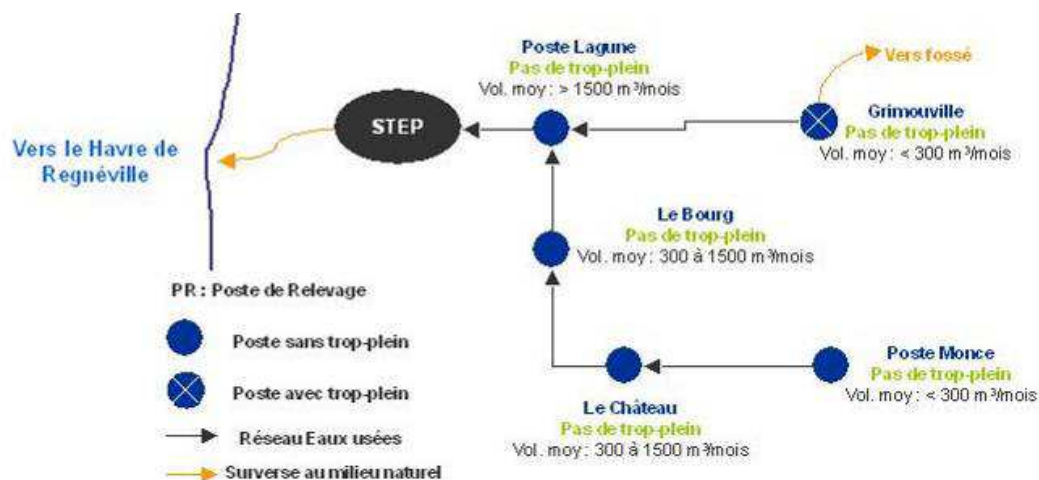 Poste Lagune
Pas de trop-plein
Vol. moy : > 1500 m³/mois
Vers fossé
STEP
Grimouville
Pas de trop-plein
Vol. moy : < 300 m³/mois
Vers le Havre de
Regnéville
Le Bourg
Pas de trop-plein
Vol. moy : 300 à 1500 m³/mois
PR : Poste de Relevage
Poste sans trop-plein
Poste avec trop-plein
Réseau Eaux usées
Surverse au milieu naturel
Le Château
Pas de trop-plein
Vol. moy : 300 à 1500 m³/mois
Poste Monce
Pas de trop-plein
Vol. moy : < 300 m³/mois